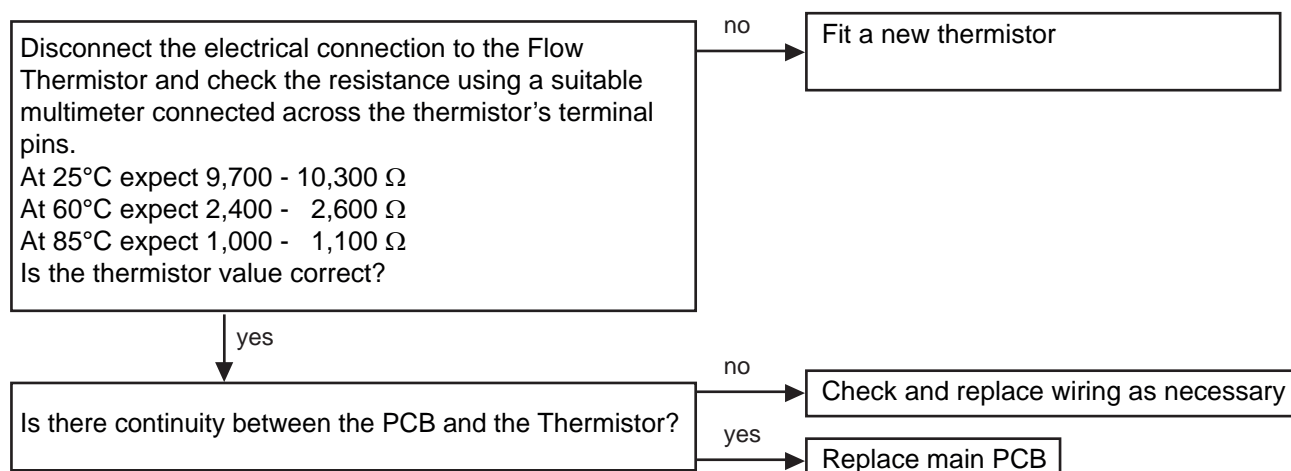 Disconnect the electrical connection to the Flow
Thermistor and check the resistance using a suitable
multimeter connected across the thermistor’s terminal
pins.
At 25°C expect 9,700 - 10,300 Ω
At 60°C expect 2,400 - 2,600 Ω
At 85°C expect 1,000 - 1,100 Ω
Is the thermistor value correct?
no
Fit a new thermistor
yes
Is there continuity between the PCB and the Thermistor?
no
Check and replace wiring as necessary
yes
Replace main PCB